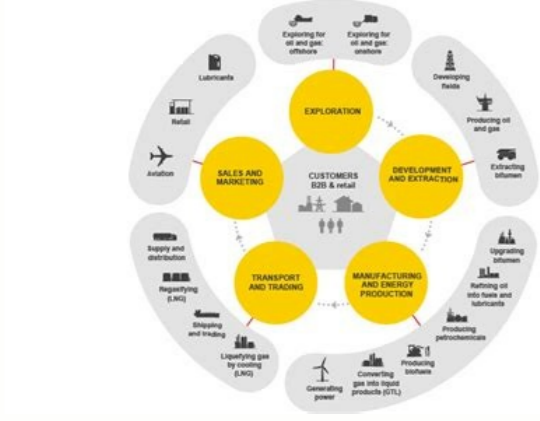 Exploring for
oil and gas:
offshore
Exploring for
oil and gas:
onshore
EXPLORATION
Developing
fields
Producing oil
and gas
Extracting
bitumen
DEVELOPMENT
AND EXTRACTION
Upgrading
bitumen
Refining oil
into fuels and
lubricants
Producing
petrochemicals
Producing
biofuels
Converting
gas into liquid
products (GTL)
Generating
power
MANUFACTURING
AND ENERGY
PRODUCTION
Liquefying gas
by cooling
(LNG)
Shipping
and trading
Regasifying
(LNG)
Supply and
distribution
TRANSPORT
AND TRADING
Aviation
Retail
Lubricants
SALES AND
MARKETING
CUSTOMERS
B2B & retail